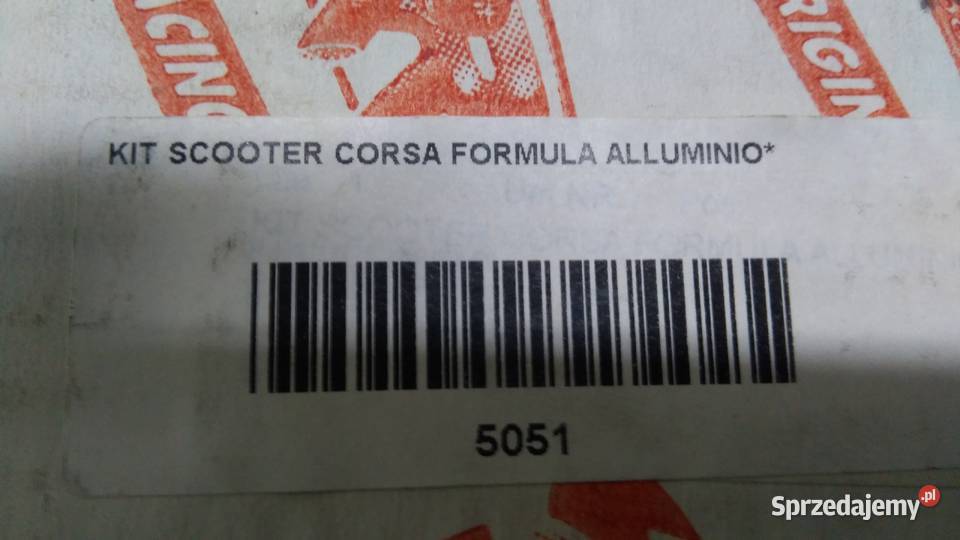 KIT SCOOTER CORSA FORMULA ALLUMINIO*
5051
Sprzedajemy.pl